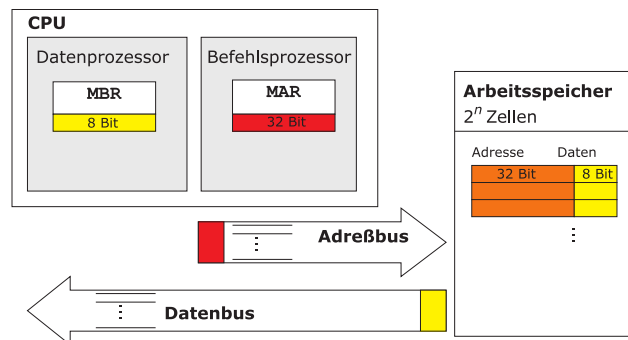 CPU
Datenprozessor
MBR
8 Bit
Befehlsprozessor
MAR
32 Bit
Arbeitsspeicher
2ⁿ Zellen
Adresse Daten
32 Bit 8 Bit
Adreßbus
Datenbus